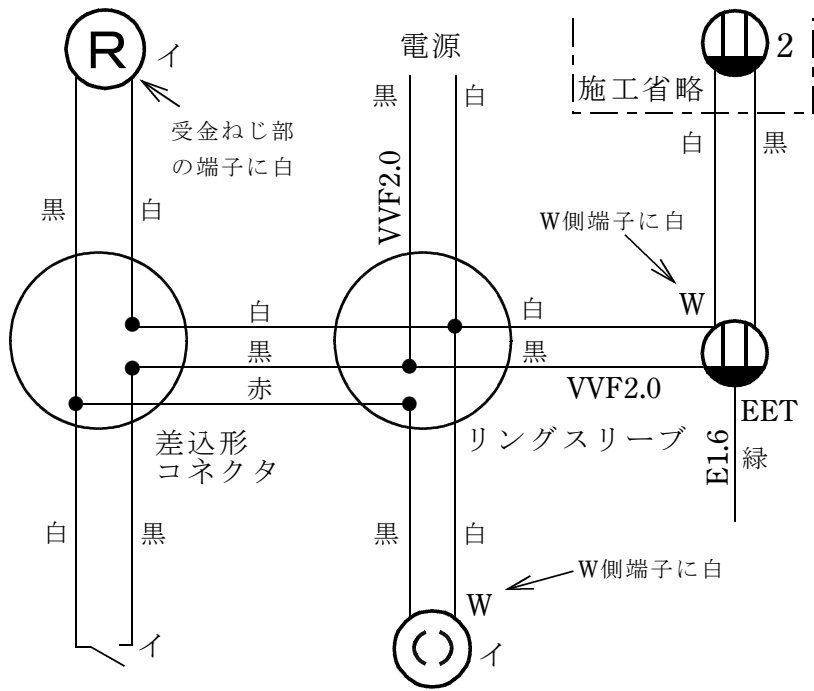 R イ
電源
2
施工省略
黒 白
白 黒
受金ねじ部
の端子に白
VVF2.0
黒 白
W側端子に白
W
白 白
黒 黒
赤
VVF2.0
EET
差込形
コネクタ
リングスリーブ
E1.6
緑
白 黒
黒 白
W側端子に白
W
イ
イ